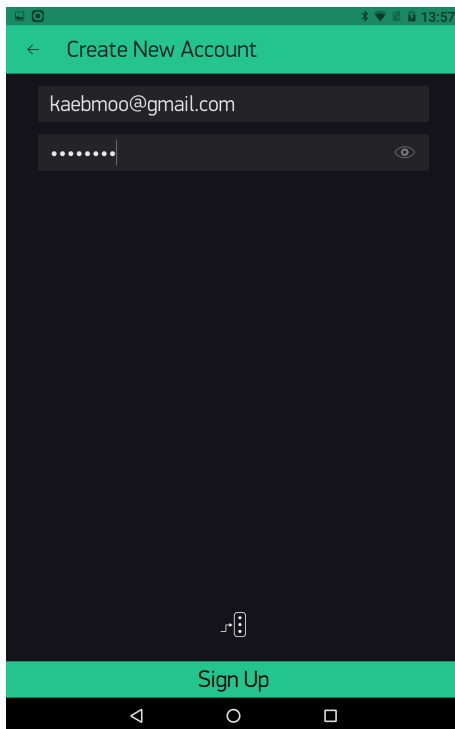 13:57
Create New Account
kaebmoo@gmail.com
••••••••
Sign Up